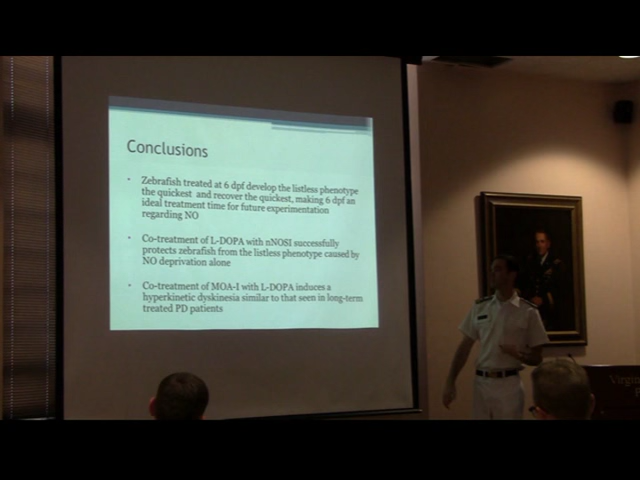 Conclusions
• Zebrafish treated at 6 dpf develop the listless phenotype
the quickest and recover the quickest, making 6 dpf an
ideal treatment time for future experimentation
regarding NO
• Co-treatment of L-DOPA with nNOSI successfully
protects zebrafish from the listless phenotype caused by
NO deprivation alone
• Co-treatment of MOA-I with L-DOPA induces a
hyperkinetic dyskinesia similar to that seen in long-term
treated PD patients